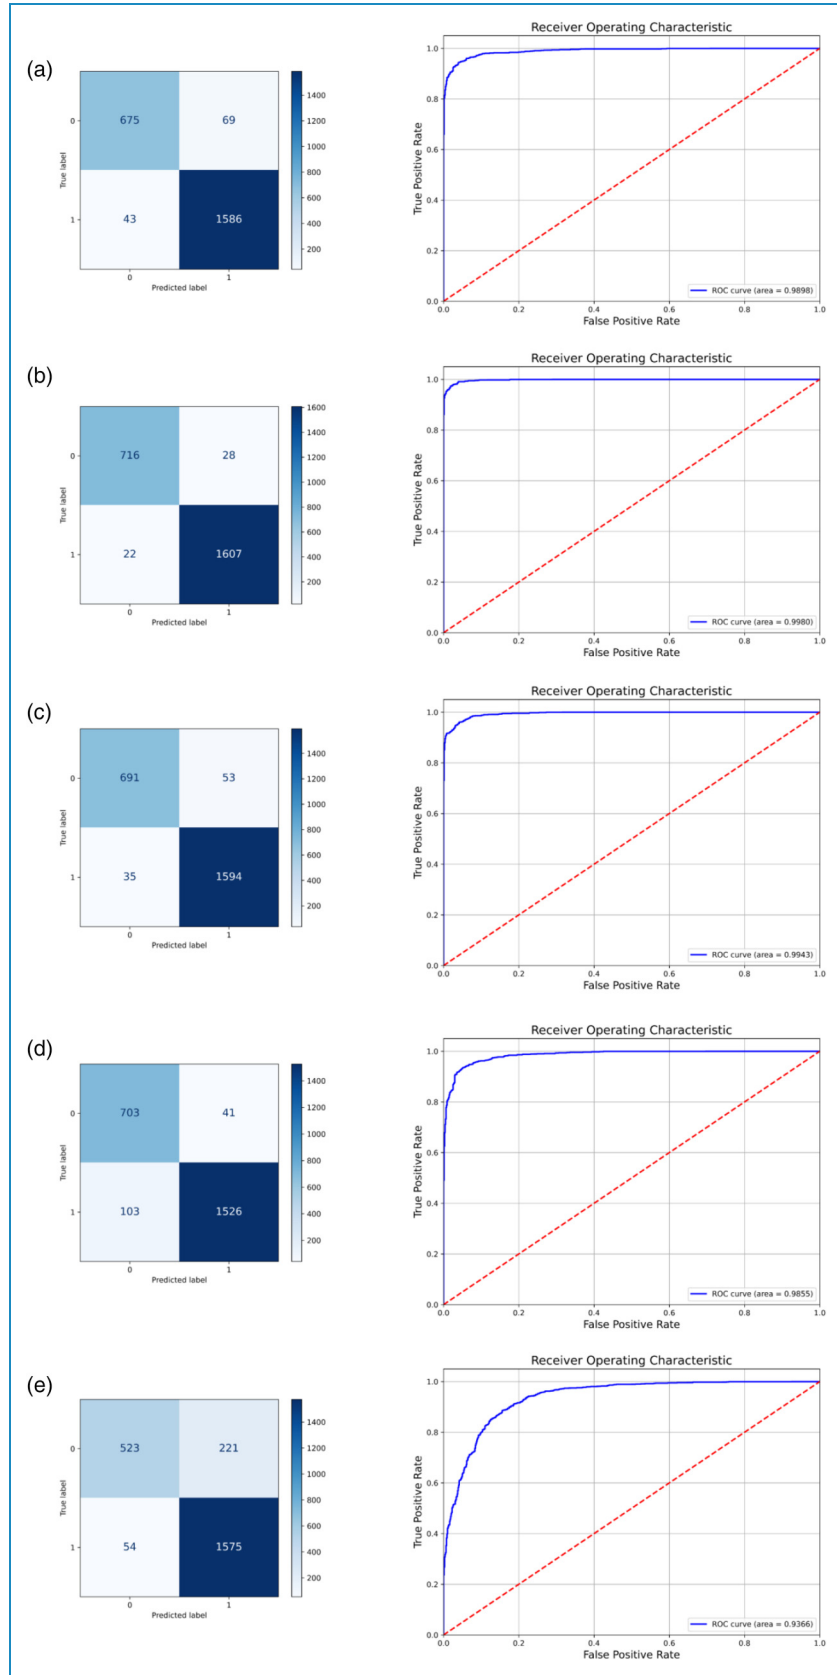 (a)
Receiver Operating Characteristic
True label
0
1
675 69
43 1586
0 1
Predicted label
1400
1200
1000
800
600
400
200
True Positive Rate
1.0
0.8
0.6
0.4
0.2
0.0
0.0 0.2 0.4 0.6 0.8 1.0
False Positive Rate
ROC curve (area = 0.9898)
(b)
Receiver Operating Characteristic
True label
0
1
716 28
22 1607
0 1
Predicted label
1600
1400
1200
1000
800
600
400
200
True Positive Rate
1.0
0.8
0.6
0.4
0.2
0.0
0.0 0.2 0.4 0.6 0.8 1.0
False Positive Rate
ROC curve (area = 0.9980)
(c)
Receiver Operating Characteristic
True label
0
1
691 53
35 1594
0 1
Predicted label
1400
1200
1000
800
600
400
200
True Positive Rate
1.0
0.8
0.6
0.4
0.2
0.0
0.0 0.2 0.4 0.6 0.8 1.0
False Positive Rate
ROC curve (area = 0.9943)
(d)
Receiver Operating Characteristic
True label
0
1
703 41
103 1526
0 1
Predicted label
1400
1200
1000
800
600
400
200
True Positive Rate
1.0
0.8
0.6
0.4
0.2
0.0
0.0 0.2 0.4 0.6 0.8 1.0
False Positive Rate
ROC curve (area = 0.9855)
(e)
Receiver Operating Characteristic
True label
0
1
523 221
54 1575
0 1
Predicted label
1400
1200
1000
800
600
400
200
True Positive Rate
1.0
0.8
0.6
0.4
0.2
0.0
0.0 0.2 0.4 0.6 0.8 1.0
False Positive Rate
ROC curve (area = 0.9366)